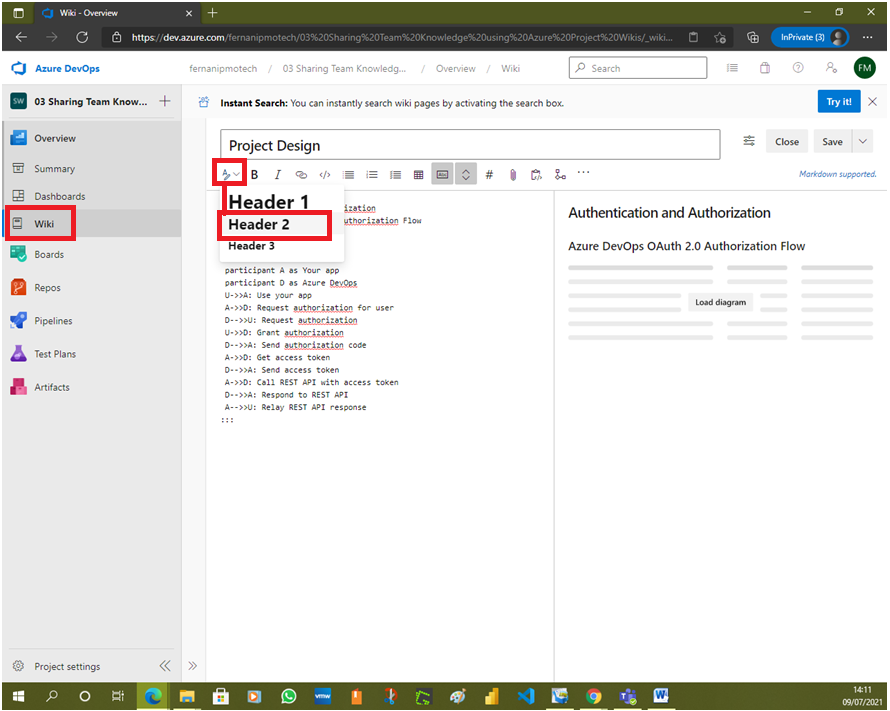 Wiki - Overview
https://dev.azure.com/fernanipmotech/03%20Sharing%20Team%20Knowledge%20using%20Azure%20Project%20Wikis/_wiki...
InPrivate (3)
Azure DevOps
fernanipmotech / 03 Sharing Team Knowledg... / Overview / Wiki
Search
FM
SW
03 Sharing Team Know...
Instant Search: You can instantly search wiki pages by activating the search box.
Try it!
Overview
Summary
Dashboards
Wiki
Boards
Repos
Pipelines
Test Plans
Artifacts
Project settings
Project Design
Close
Save
B I </> Abc #
Markdown supported.
Header 1
Header 2
Header 3
ization
uthorization Flow
participant A as Your app
participant D as Azure DevOps
U->>A: Use your app
A->>D: Request authorization for user
D-->>U: Request authorization
U->>D: Grant authorization
D-->>A: Send authorization code
A->>D: Get access token
D-->>A: Send access token
A->>D: Call REST API with access token
D-->>A: Respond to REST API
A-->>U: Relay REST API response
:::
Authentication and Authorization
Azure DevOps OAuth 2.0 Authorization Flow
Load diagram
vmw
14:11
09/07/2021